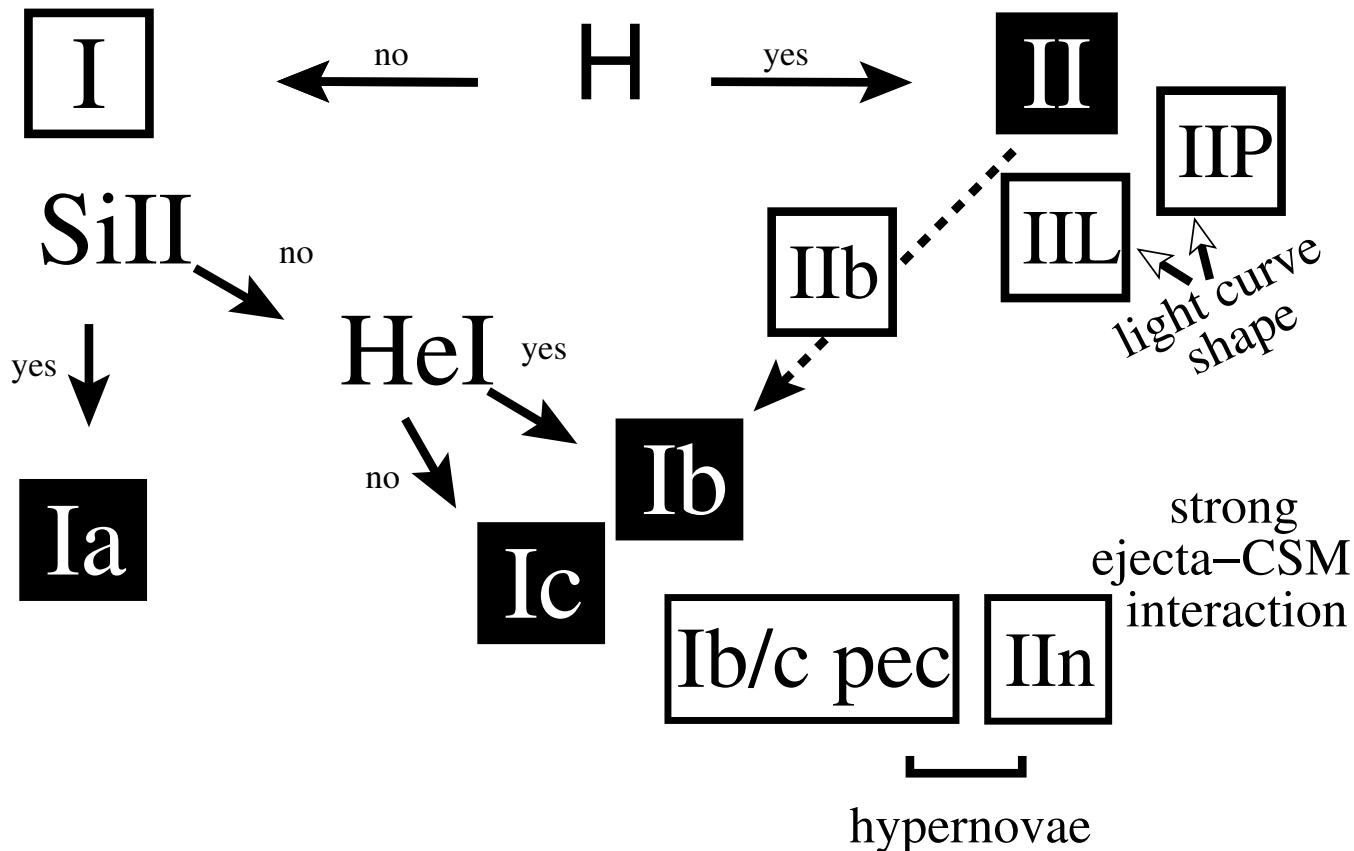 I
no
H
yes
II
IIP
SiII
no
IIb
IIL
light curve
shape
yes
HeI
yes
no
Ib
Ia
Ic
strong
ejecta−CSM
interaction
Ib/c pec
IIn
hypernovae